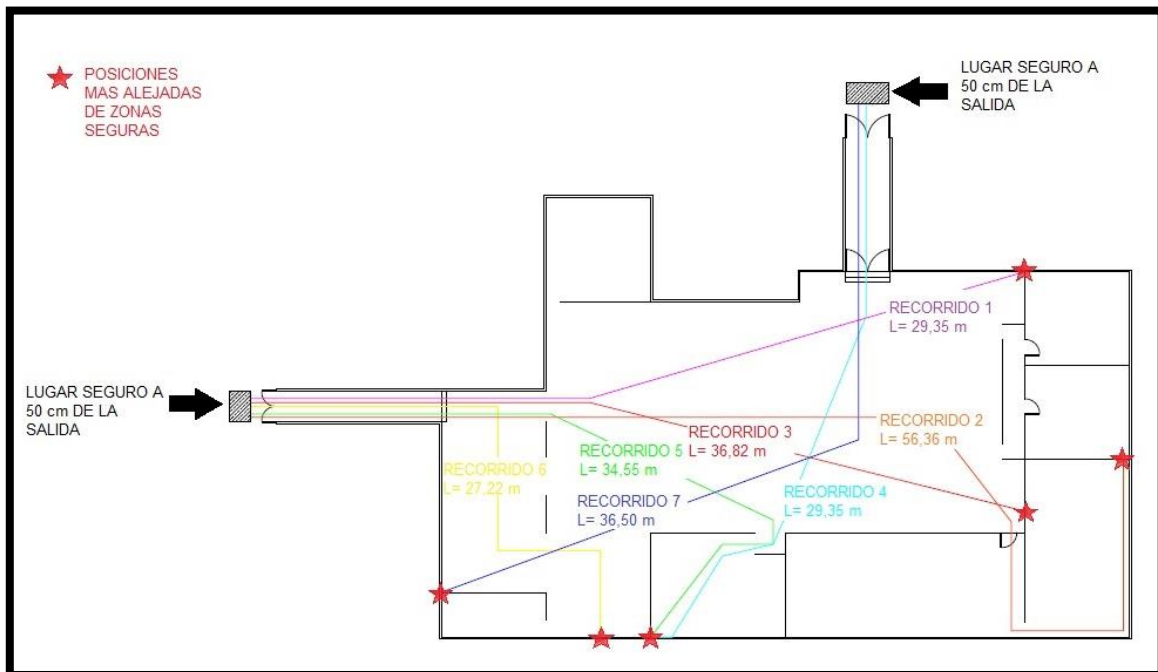 POSICIONES
MAS ALEJADAS
DE ZONAS
SEGURAS
LUGAR SEGURO A
50 cm DE LA
SALIDA
RECORRIDO 1
L= 29,35 m
LUGAR SEGURO A
50 cm DE LA
SALIDA
RECORRIDO 2
L= 56,36 m
RECORRIDO 3
L= 36,82 m
RECORRIDO 5
L= 34,55 m
RECORRIDO 6
L= 27,22 m
RECORRIDO 4
L= 29,35 m
RECORRIDO 7
L= 36,50 m